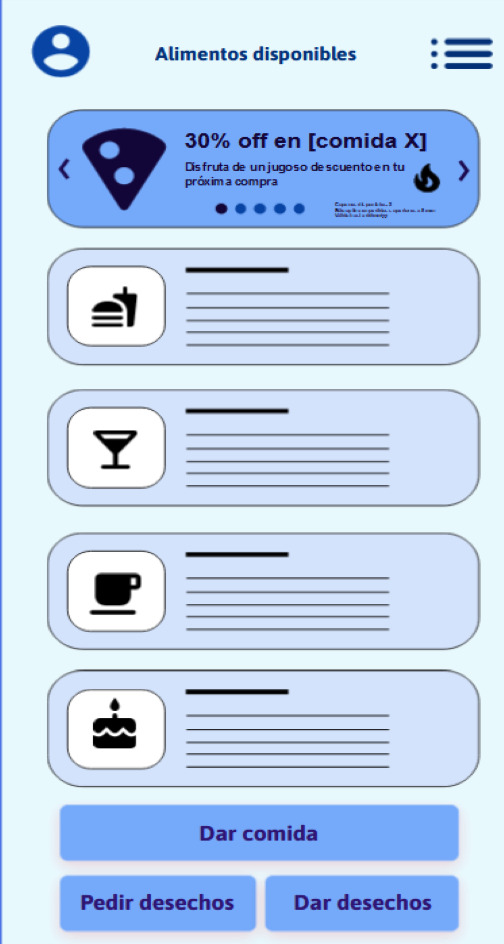 Alimentos disponibles
30% off en [comida X]
Disfruta de un jugoso descuento en tu
próxima compra
Dar comida
Pedir desechos
Dar desechos